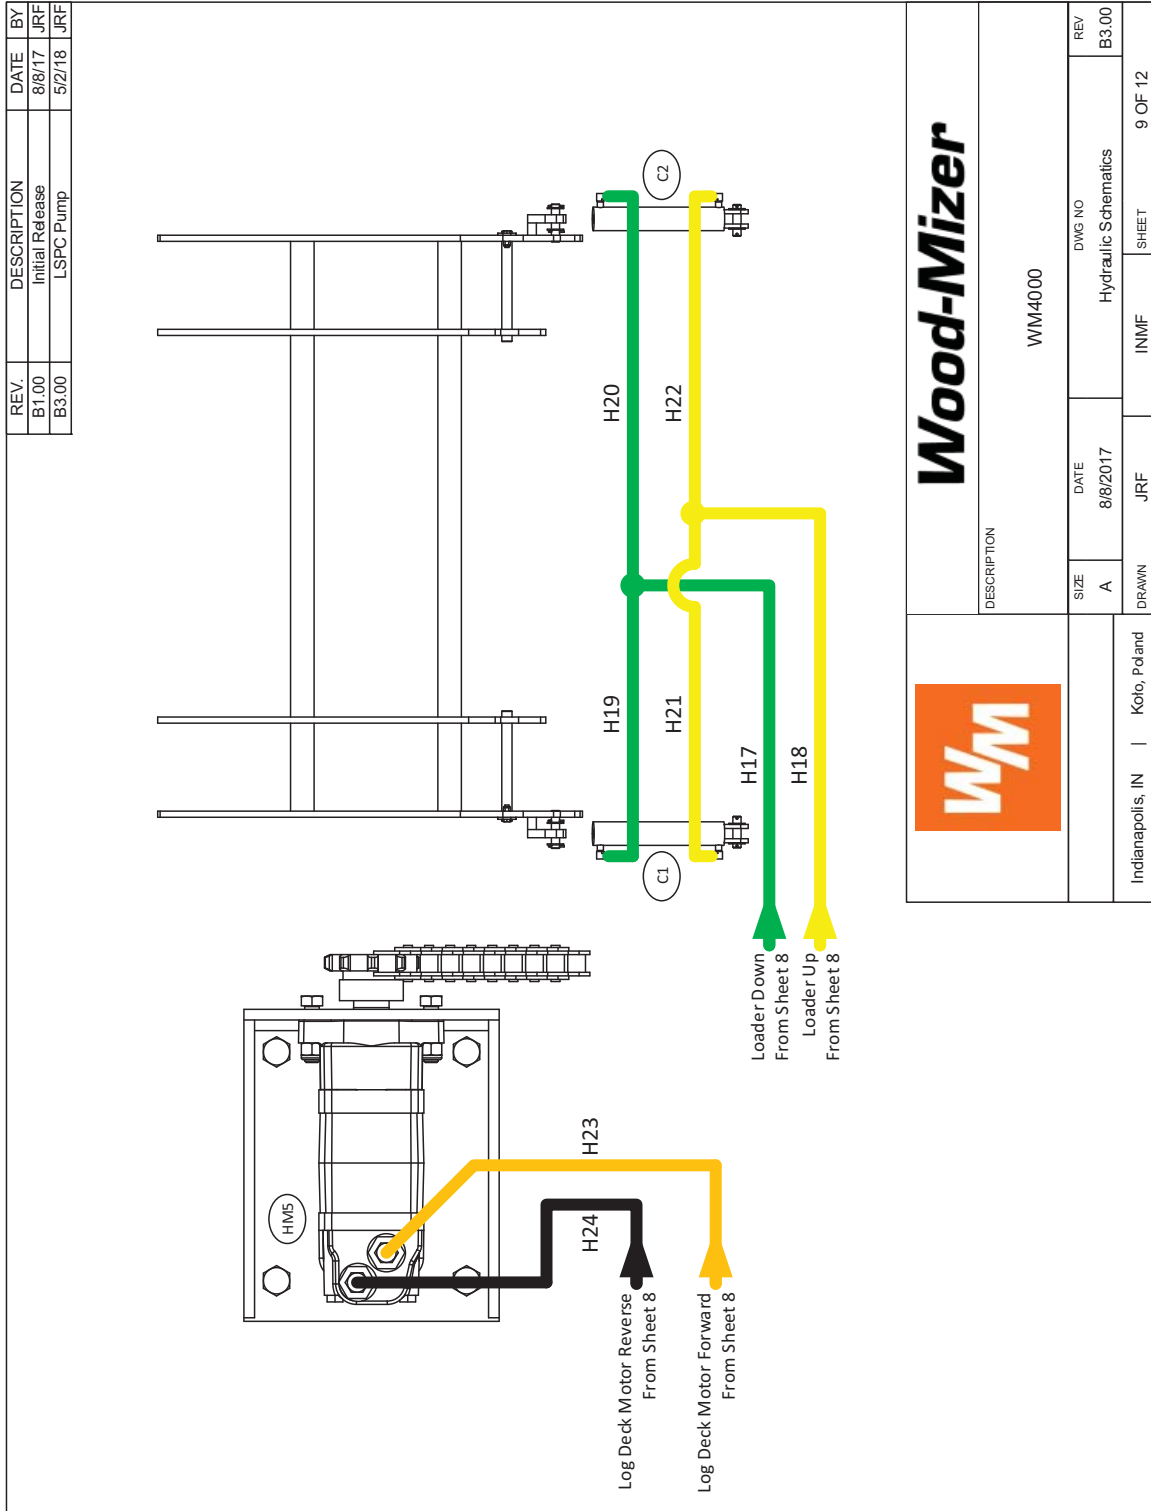 REV. DESCRIPTION DATE BY
B1.00 Initial Release 8/8/17 JRF
B3.00 LSPC Pump 5/2/18 JRF
HM5
H24
H23
Log Deck Motor Reverse
From Sheet 8
Log Deck Motor Forward
From Sheet 8
C1
C2
H19
H20
H21
H22
H17
H18
Loader Down
From Sheet 8
Loader Up
From Sheet 8
WM
Wood-Mizer
DESCRIPTION
WM4000
SIZE DATE DWG NO REV
A 8/8/2017 Hydraulic Schematics B3.00
Indianapolis, IN | Koło, Poland
DRAWN JRF INMF SHEET 9 OF 12